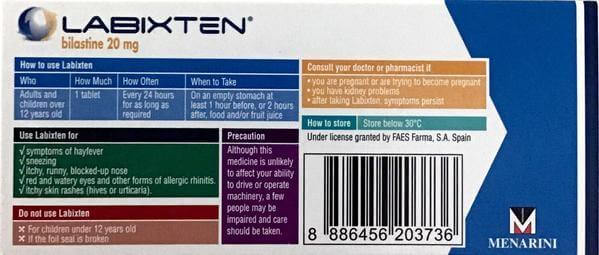 LABIXTEN®
bilastine 20 mg
How to use Labixten
Who How Much How Often When to Take
Adults and children over 12 years old 1 tablet Every 24 hours for as long as required On an empty stomach at least 1 hour before, or 2 hours after, food and/or fruit juice
Use Labixten for
√ symptoms of hayfever
√ sneezing
√ itchy, runny, blocked-up nose
√ red and watery eyes and other forms of allergic rhinitis.
√ itchy skin rashes (hives or urticaria).
Do not use Labixten
× For children under 12 years old
× If the foil seal is broken
Precaution
Although this
medicine is unlikely
to affect your ability
to drive or operate
machinery, a few
people may be
impaired and care
should be taken.
Consult your doctor or pharmacist if
• you are pregnant or are trying to become pregnant
• you have kidney problems
• after taking Labixten, symptoms persist
How to store Store below 30°C
Under license granted by FAES Farma, S.A. Spain
8 886456 203736
MENARINI